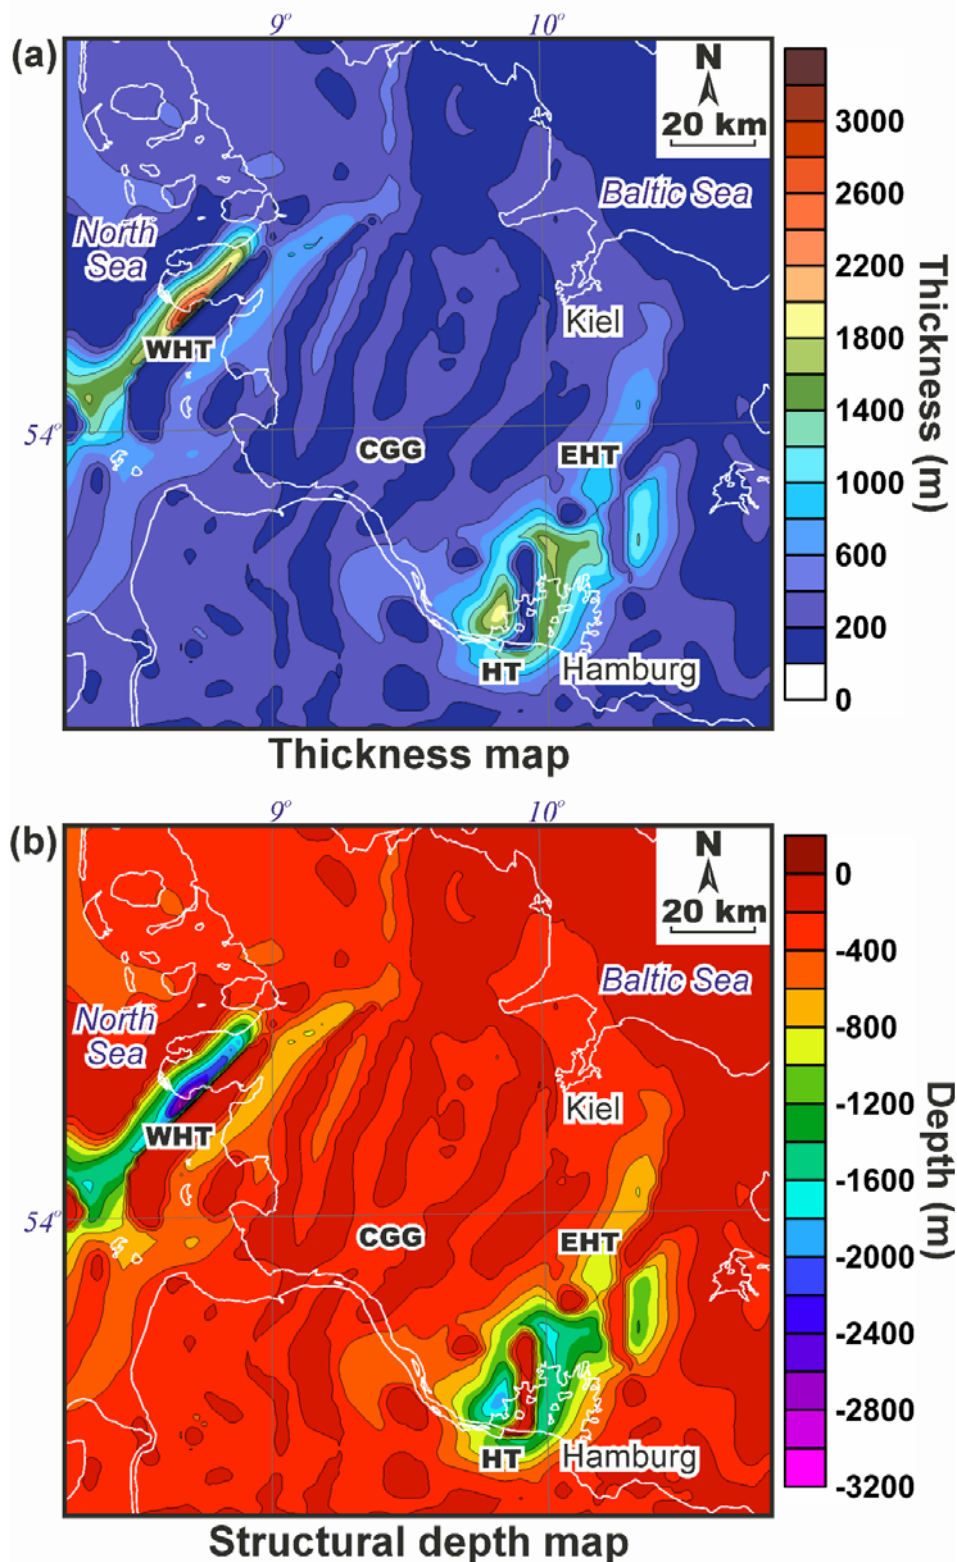 (a)
9°
10°
N
20 km
Baltic Sea
North
Sea
WHT
Kiel
54°
CGG
EHT
HT
Hamburg
3000
2600
2200
1800
1400
1000
600
200
0
Thickness (m)
Thickness map
(b)
9°
10°
N
20 km
Baltic Sea
North
Sea
WHT
Kiel
54°
CGG
EHT
HT
Hamburg
0
-400
-800
-1200
-1600
-2000
-2400
-2800
-3200
Depth (m)
Structural depth map